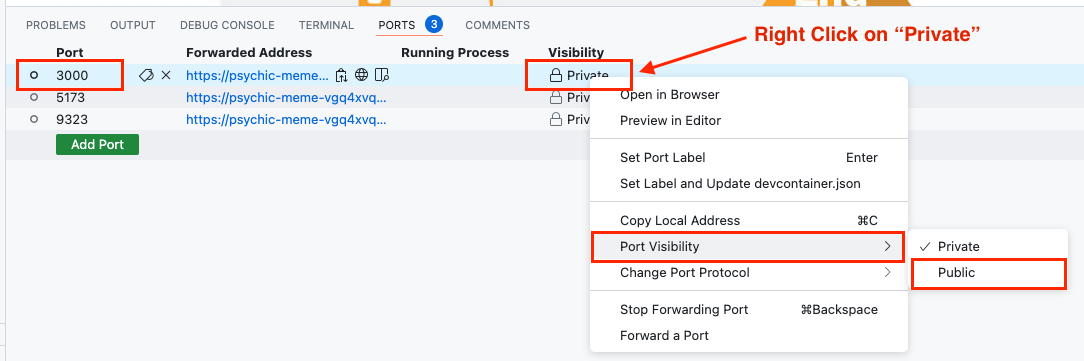 PROBLEMS OUTPUT DEBUG CONSOLE TERMINAL PORTS 3 COMMENTS
Right Click on “Private”
Port Forwarded Address Running Process Visibility
3000 https://psychic-meme... Private
5173 https://psychic-meme-vgq4xvq... Priv
9323 https://psychic-meme-vgq4xvq... Priv
Add Port
Open in Browser
Preview in Editor
Set Port Label Enter
Set Label and Update devcontainer.json
Copy Local Address ⌘C
Port Visibility
Change Port Protocol
Stop Forwarding Port ⌘Backspace
Forward a Port
Private
Public